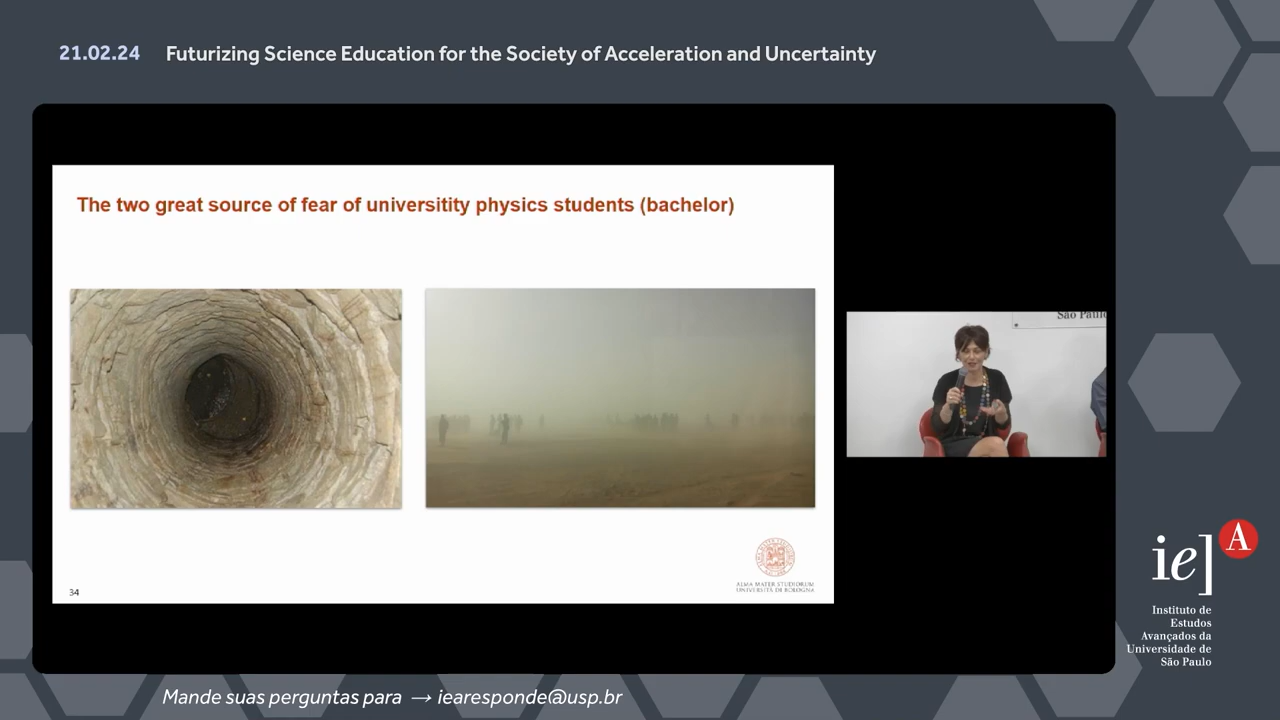 21.02.24 Futurizing Science Education for the Society of Acceleration and Uncertainty
The two great source of fear of universitity physics students (bachelor)
São Paulo
34
ALMA MATER STUDIORUM
UNIVERSITÀ DI BOLOGNA
ie] A
Instituto de
Estudos
Avançados da
Universidade de
São Paulo
Mande suas perguntas para → iearesponde@usp.br